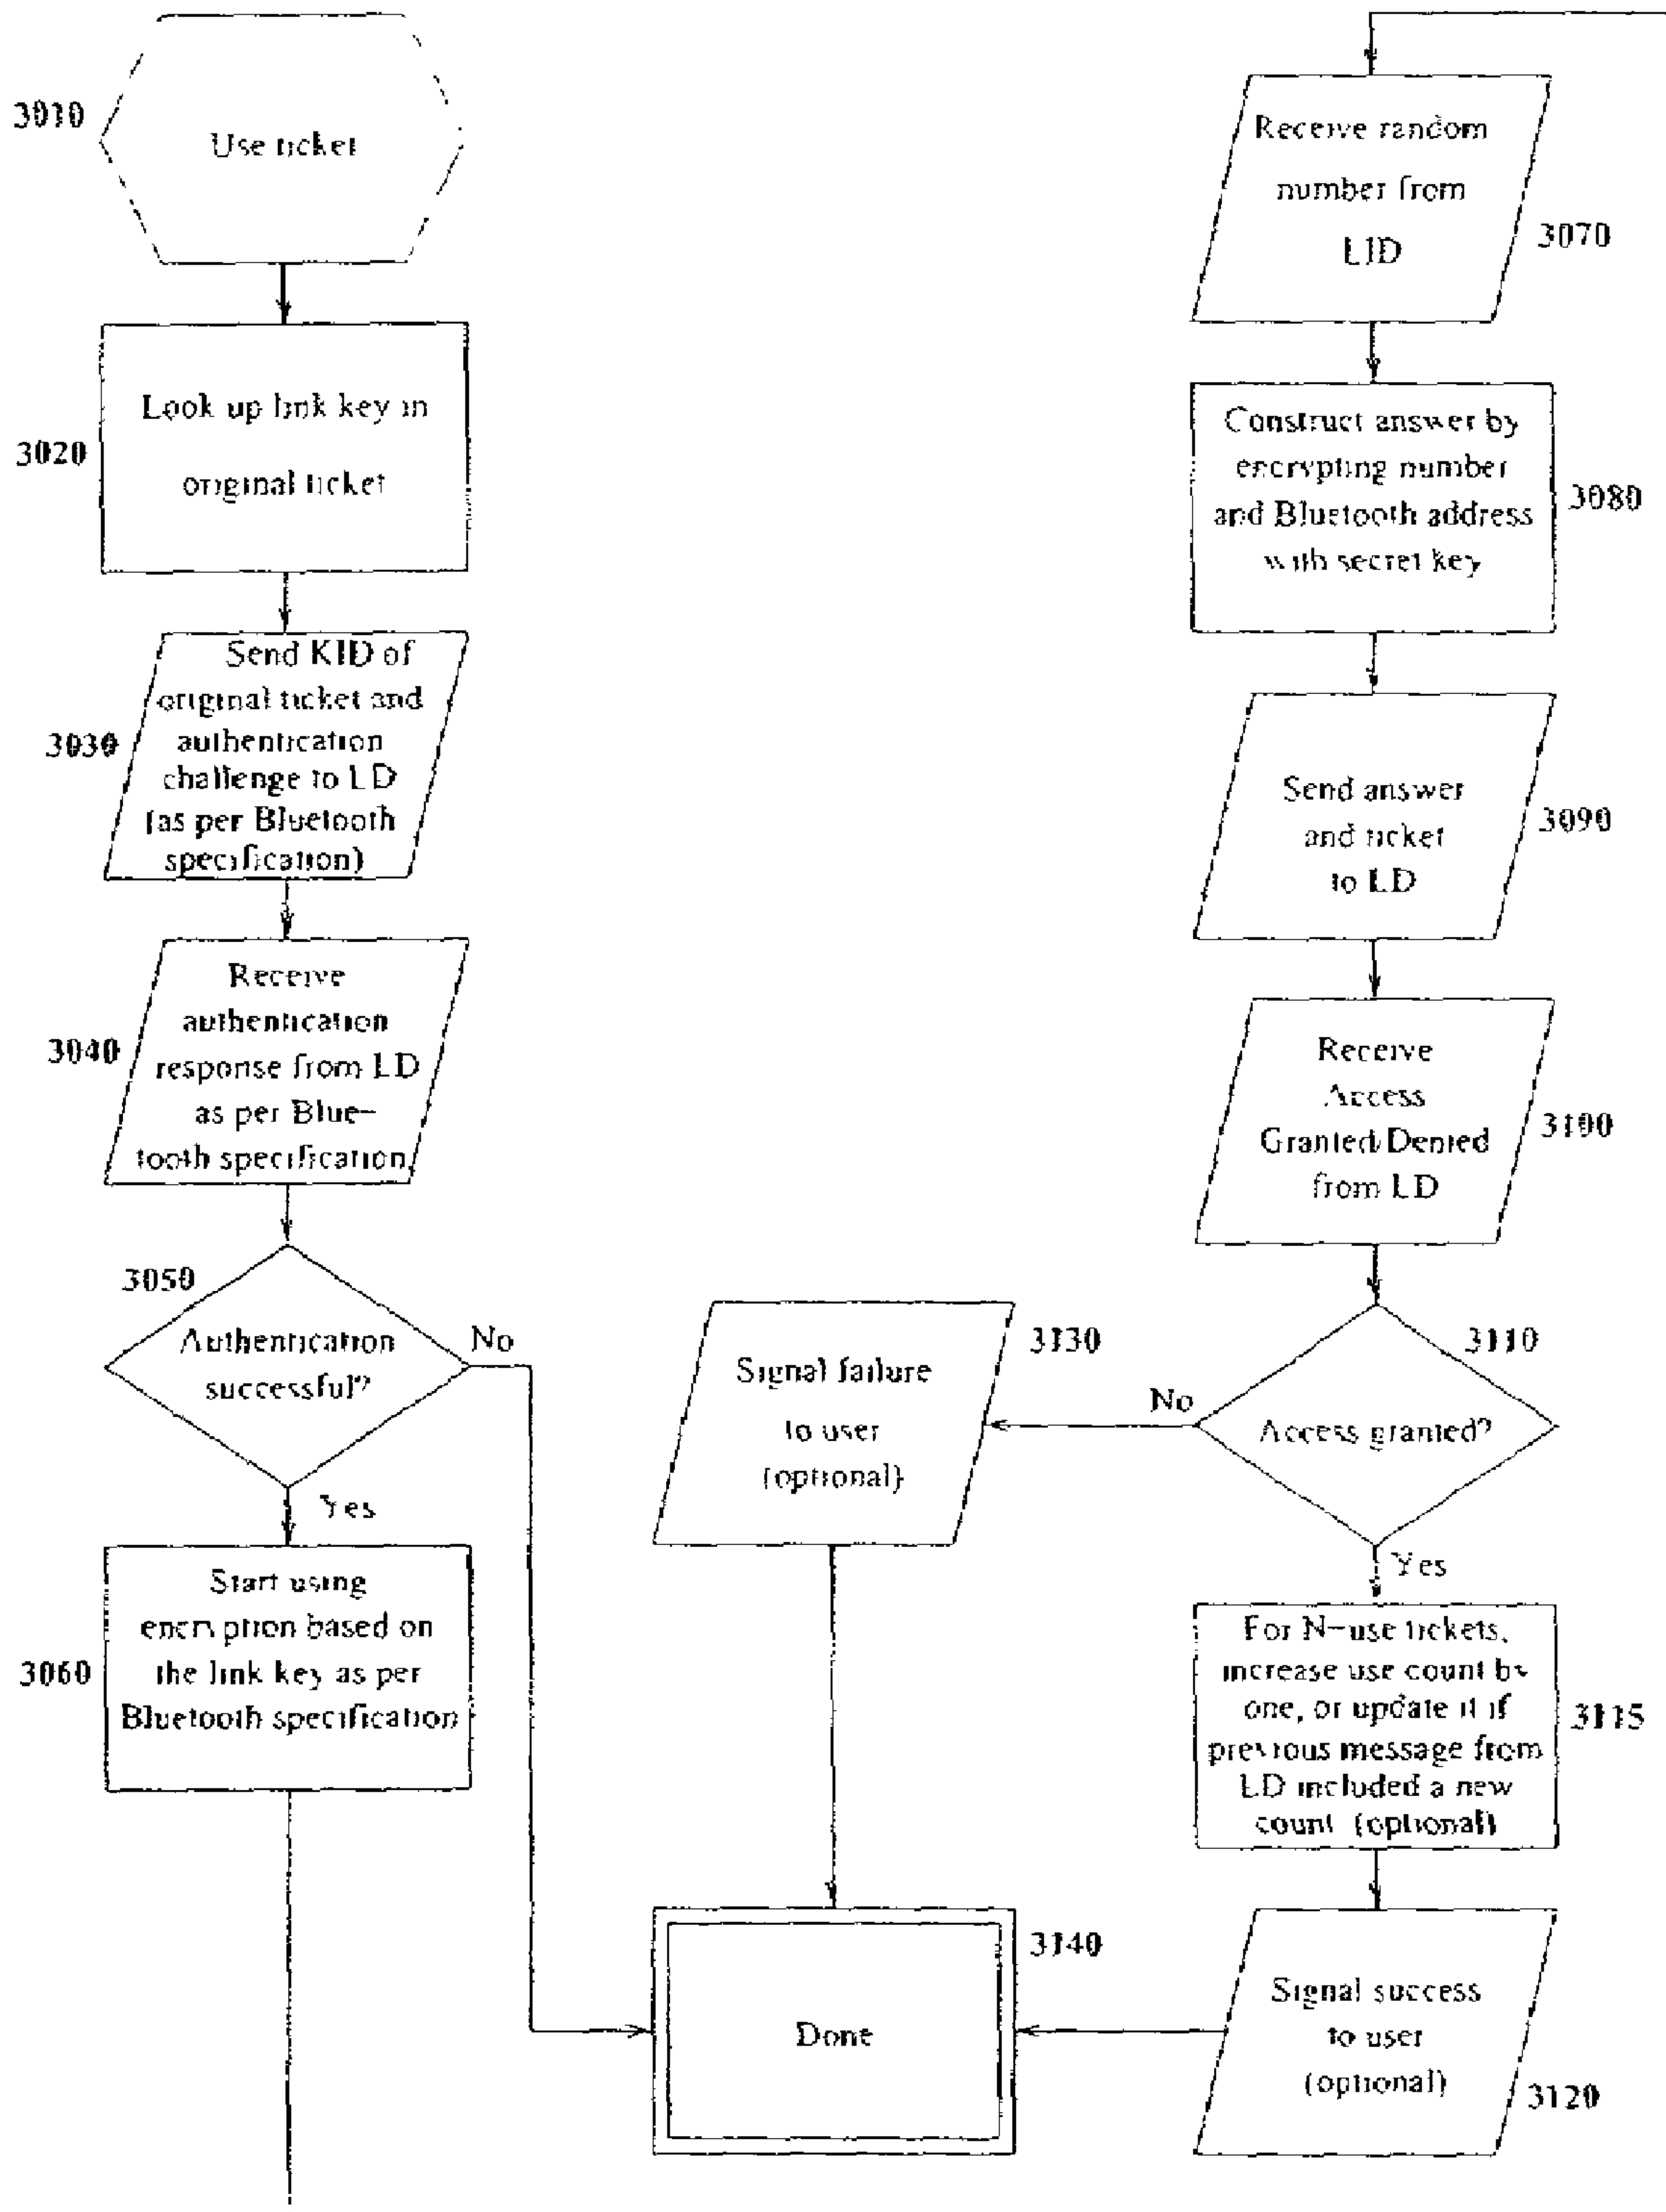 3010
Use ticket
3020
Look up link key in
original ticket
3030
Send KID of
original ticket and
authentication
challenge to LD
(as per Bluetooth
specification)
3040
Receive
authentication
response from LD
as per Blue-
tooth specification.
3050
Authentication
successful?
No
Yes
3060
Start using
encryption based on
the link key as per
Bluetooth specification
Receive random
number from
LID
3070
Construct answer by
encrypting number
and Bluetooth address
with secret key
3080
Send answer
and ticket
to LD
3090
Receive
Access
Granted/Denied
from LD
3100
3110
Access granted?
No
Yes
3130
Signal failure
to user
(optional)
For N-use tickets,
increase use count by
one, or update it if
previous message from
LD included a new
count (optional)
3115
Signal success
to user
(optional)
3120
3140
Done